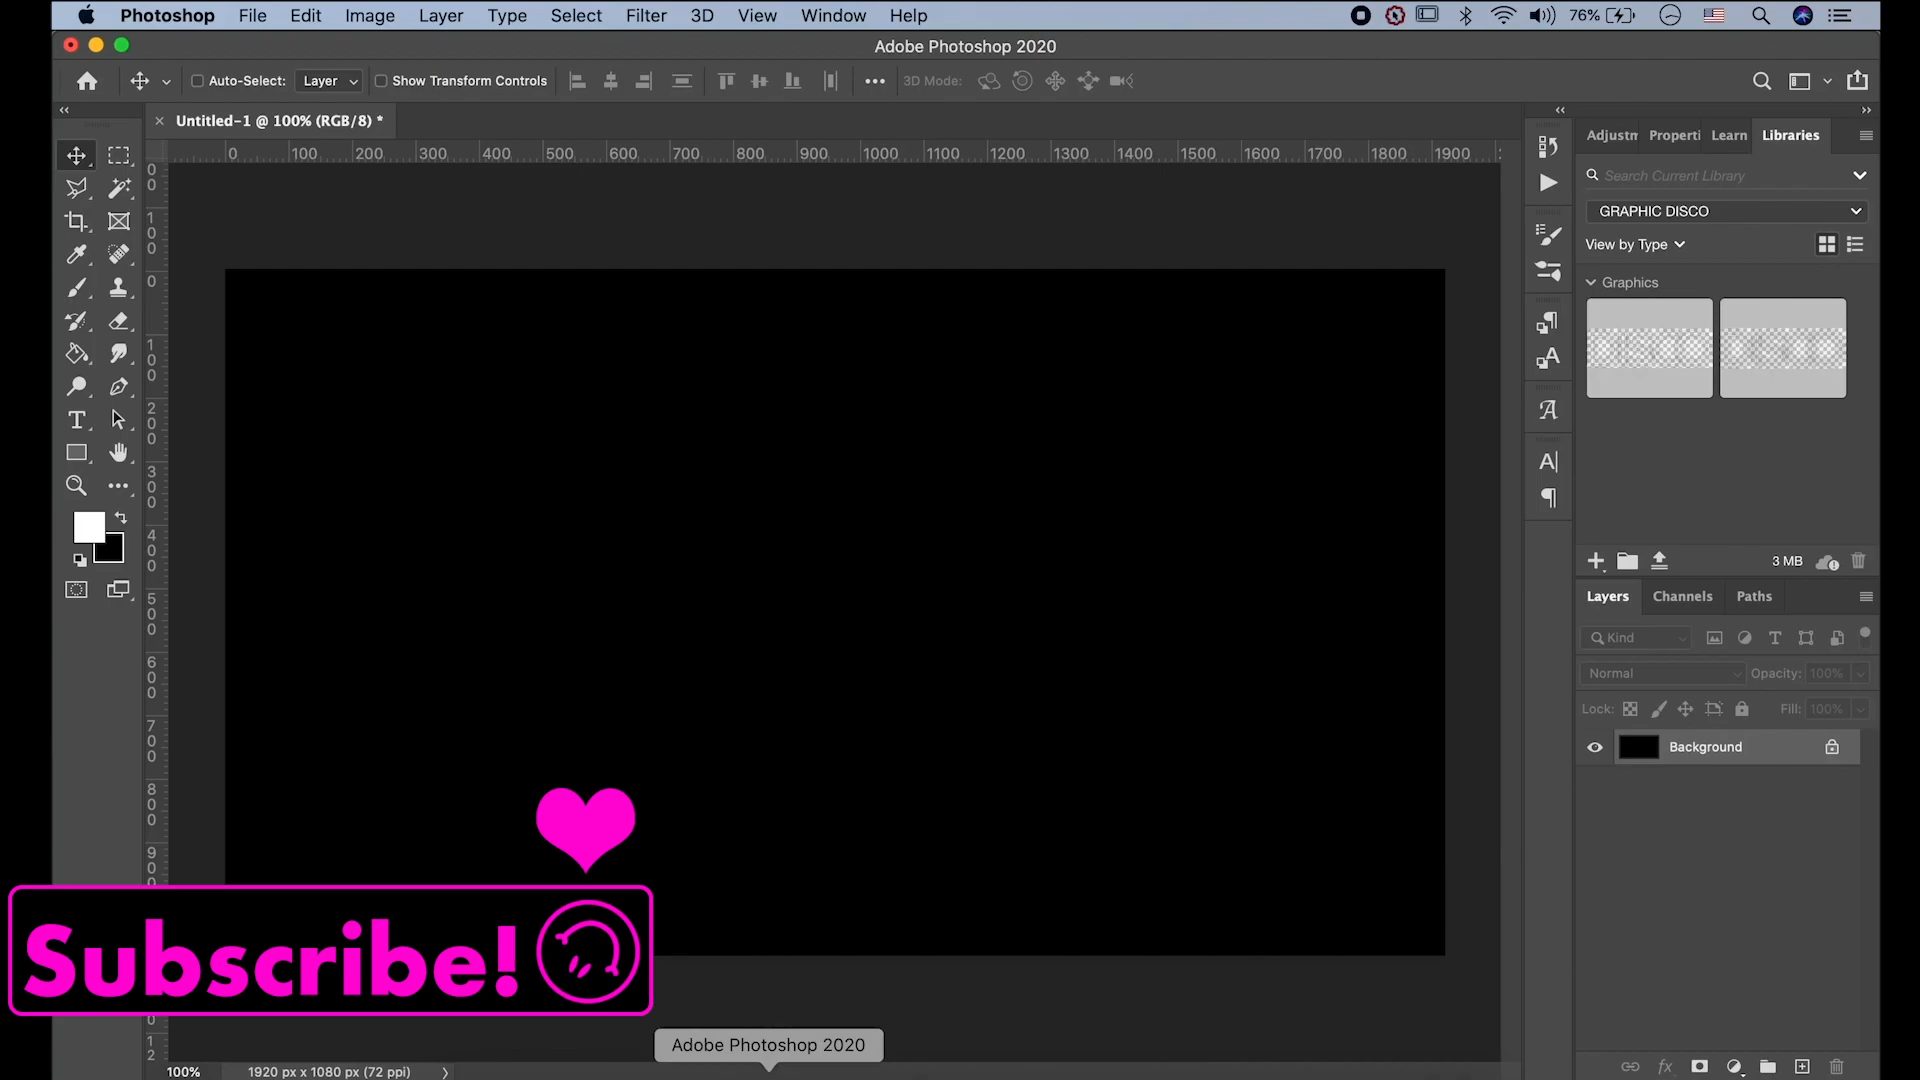 Photoshop File Edit Image Layer Type Select Filter 3D View Window Help 76%
Adobe Photoshop 2020
Auto-Select: Layer Show Transform Controls 3D Mode:
Untitled-1 @ 100% (RGB/8) *
0 100 200 300 400 500 600 700 800 900 1000 1100 1200 1300 1400 1500 1600 1700 1800 1900
Adjustn Properti Learn Libraries
Search Current Library
GRAPHIC DISCO
View by Type
Graphics
3 MB
Layers Channels Paths
Kind
Normal Opacity: 100%
Lock: Fill: 100%
Background
Subscribe!
Adobe Photoshop 2020
100% 1920 px x 1080 px (72 ppi)